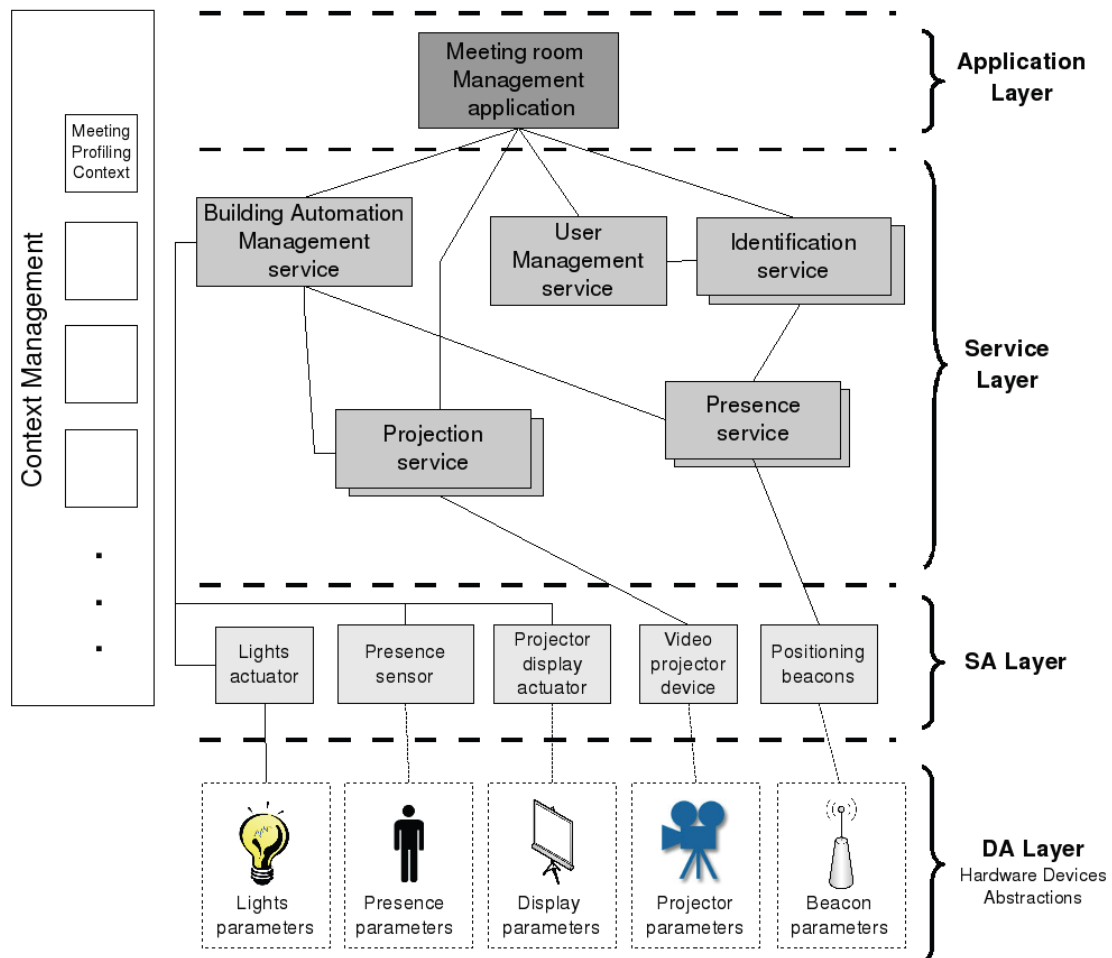 Meeting room
Management
application
Application
Layer
Meeting
Profiling
Context
Context Management
Building Automation
Management
service
User
Management
service
Identification
service
Service
Layer
Projection
service
Presence
service
Lights
actuator
Presence
sensor
Projector
display
actuator
Video
projector
device
Positioning
beacons
SA Layer
Lights
parameters
Presence
parameters
Display
parameters
Projector
parameters
Beacon
parameters
DA Layer
Hardware Devices
Abstractions